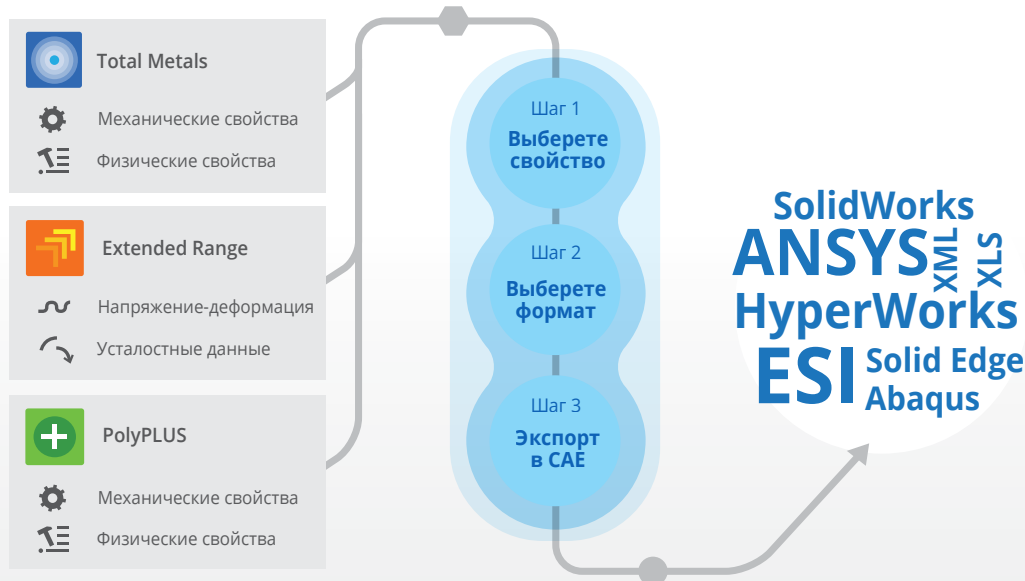 Total Metals
Механические свойства
Физические свойства
Extended Range
Напряжение-деформация
Усталостные данные
PolyPLUS
Механические свойства
Физические свойства
Шаг 1
Выберете
свойство
Шаг 2
Выберете
формат
Шаг 3
Экспорт
в CAE
SolidWorks
ANSYS
XML
XLS
HyperWorks
ESI
Solid Edge
Abaqus